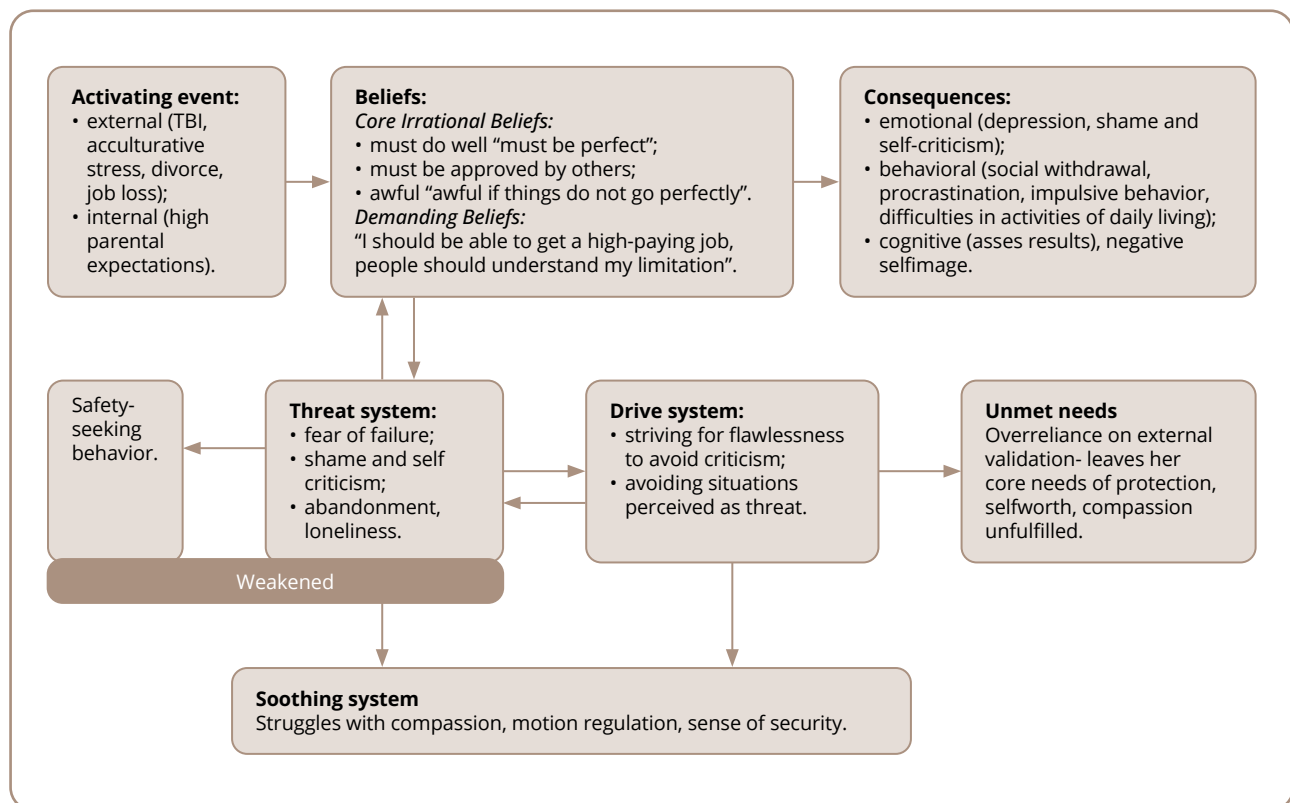 Activating event:
• external (TBI,
acculturative
stress, divorce,
job loss);
• internal (high
parental
expectations).
Beliefs:
Core Irrational Beliefs:
• must do well “must be perfect”;
• must be approved by others;
• awful “awful if things do not go perfectly”.
Demanding Beliefs:
“I should be able to get a high-paying job,
people should understand my limitation”.
Consequences:
• emotional (depression, shame and
self-criticism);
• behavioral (social withdrawal,
procrastination, impulsive behavior,
difficulties in activities of daily living);
• cognitive (asses results), negative
selfimage.
Safety-
seeking
behavior.
Threat system:
• fear of failure;
• shame and self
criticism;
• abandonment,
loneliness.
Drive system:
• striving for flawlessness
to avoid criticism;
• avoiding situations
perceived as threat.
Unmet needs
Overreliance on external
validation- leaves her
core needs of protection,
selfworth, compassion
unfulfilled.
Weakened
Soothing system
Struggles with compassion, motion regulation, sense of security.